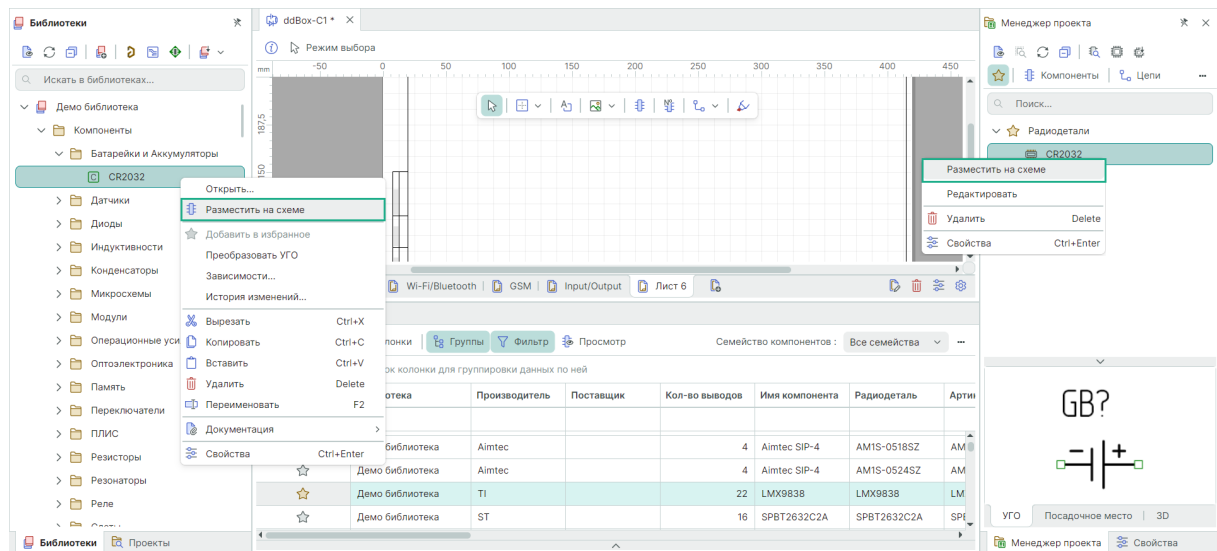 Библиотеки
Искать в библиотеках...
Демо библиотека
Компоненты
Батарейки и Аккумуляторы
CR2032
Датчики
Диоды
Индуктивности
Конденсаторы
Микросхемы
Модули
Операционные уси
Оптоэлектроника
Память
Переключатели
ПЛИС
Резисторы
Резонаторы
Реле
Библиотеки
Проекты
Открыть...
Разместить на схеме
Добавить в избранное
Преобразовать УГО
Зависимости...
История изменений...
Вырезать Ctrl+X
Копировать Ctrl+C
Вставить Ctrl+V
Удалить Delete
Переименовать F2
Документация
Свойства Ctrl+Enter
ddBox-C1 *
Режим выбора
mm -50 0 50 100 150 200 250 300 350 400 450
187,5
150
Wi-Fi/Bluetooth GSM Input/Output Лист 6
лонки Группы Фильтр Просмотр Семейство компонентов : Все семейства
ок колонки для группировки данных по ней
отека Производитель Поставщик Кол-во выводов Имя компонента Радиодеталь Артик
Демо библиотека Aimtec 4 Aimtec SIP-4 AM1S-0518SZ AM
Демо библиотека Aimtec 4 Aimtec SIP-4 AM1S-0524SZ AM
Демо библиотека TI 22 LMX9838 LMX9838 LM
Демо библиотека ST 16 SPBT2632C2A SPBT2632C2A SPB
Менеджер проекта
Компоненты Цепи
Поиск...
Радиодетали
CR2032
Разместить на схеме
Редактировать
Удалить Delete
Свойства Ctrl+Enter
GB?
УГО Посадочное место 3D
Менеджер проекта Свойства